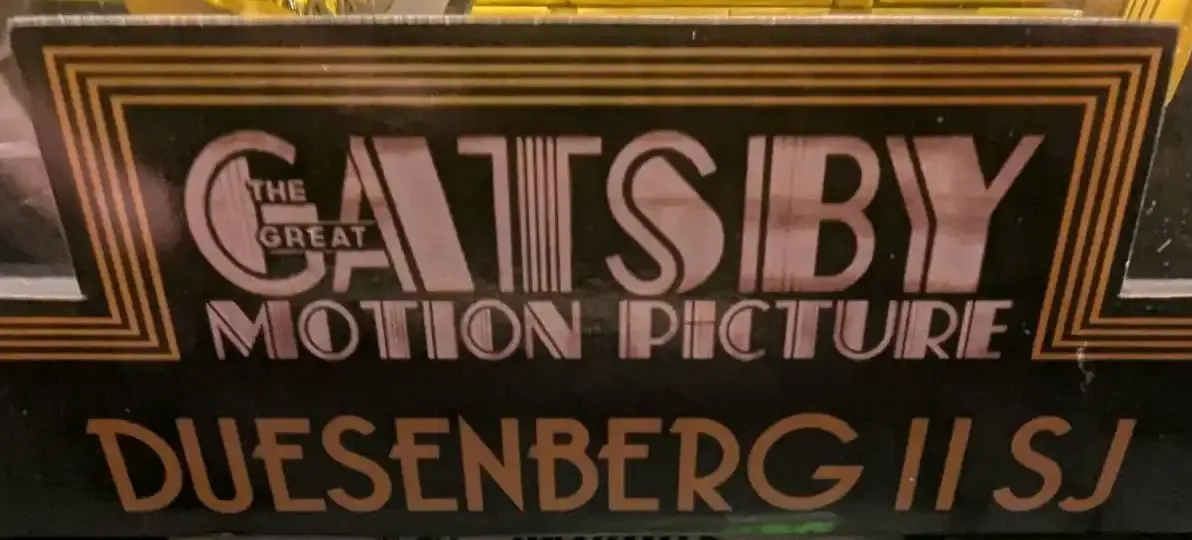 THE
GREAT
GATSBY
MOTION PICTURE
DUESENBERG II SJ